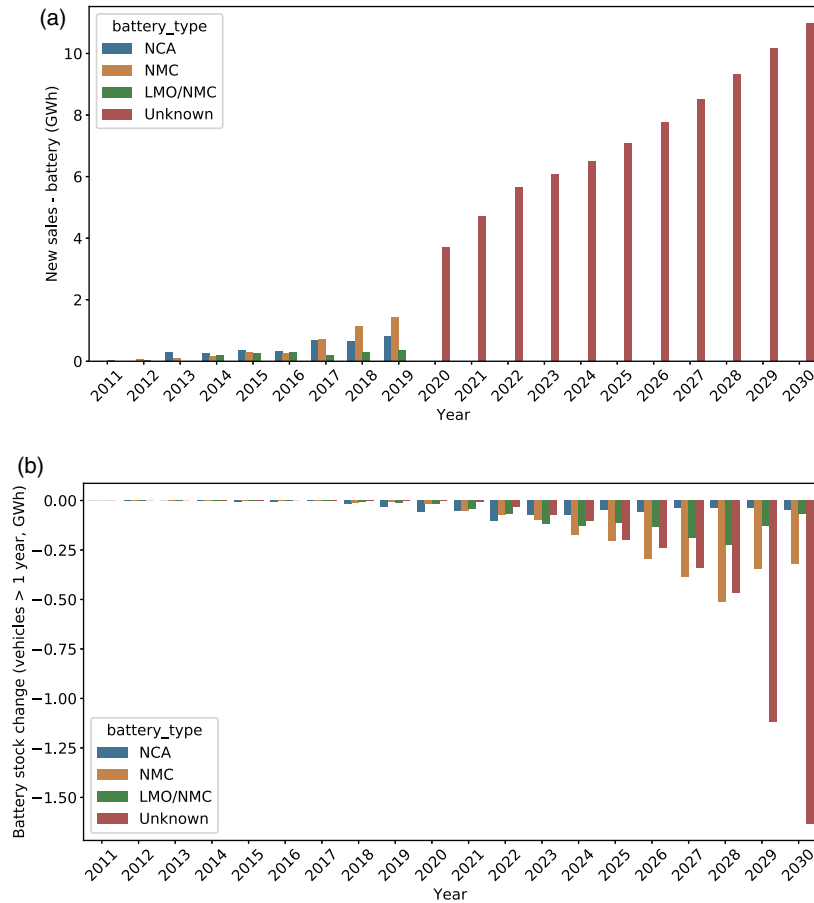 (a)
battery_type
NCA
NMC
LMO/NMC
Unknown
New sales - battery (GWh)
10
8
6
4
2
0
2011 2012 2013 2014 2015 2016 2017 2018 2019 2020 2021 2022 2023 2024 2025 2026 2027 2028 2029 2030
Year
(b)
Battery stock change (vehicles > 1 year, GWh)
0.00
−0.25
−0.50
−0.75
−1.00
−1.25
−1.50
battery_type
NCA
NMC
LMO/NMC
Unknown
2011 2012 2013 2014 2015 2016 2017 2018 2019 2020 2021 2022 2023 2024 2025 2026 2027 2028 2029 2030
Year